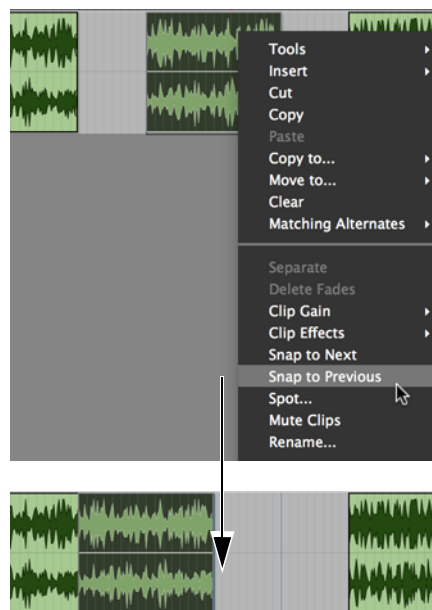 Tools
Insert
Cut
Copy
Paste
Copy to...
Move to...
Clear
Matching Alternates
Separate
Delete Fades
Clip Gain
Clip Effects
Snap to Next
Snap to Previous
Spot...
Mute Clips
Rename...